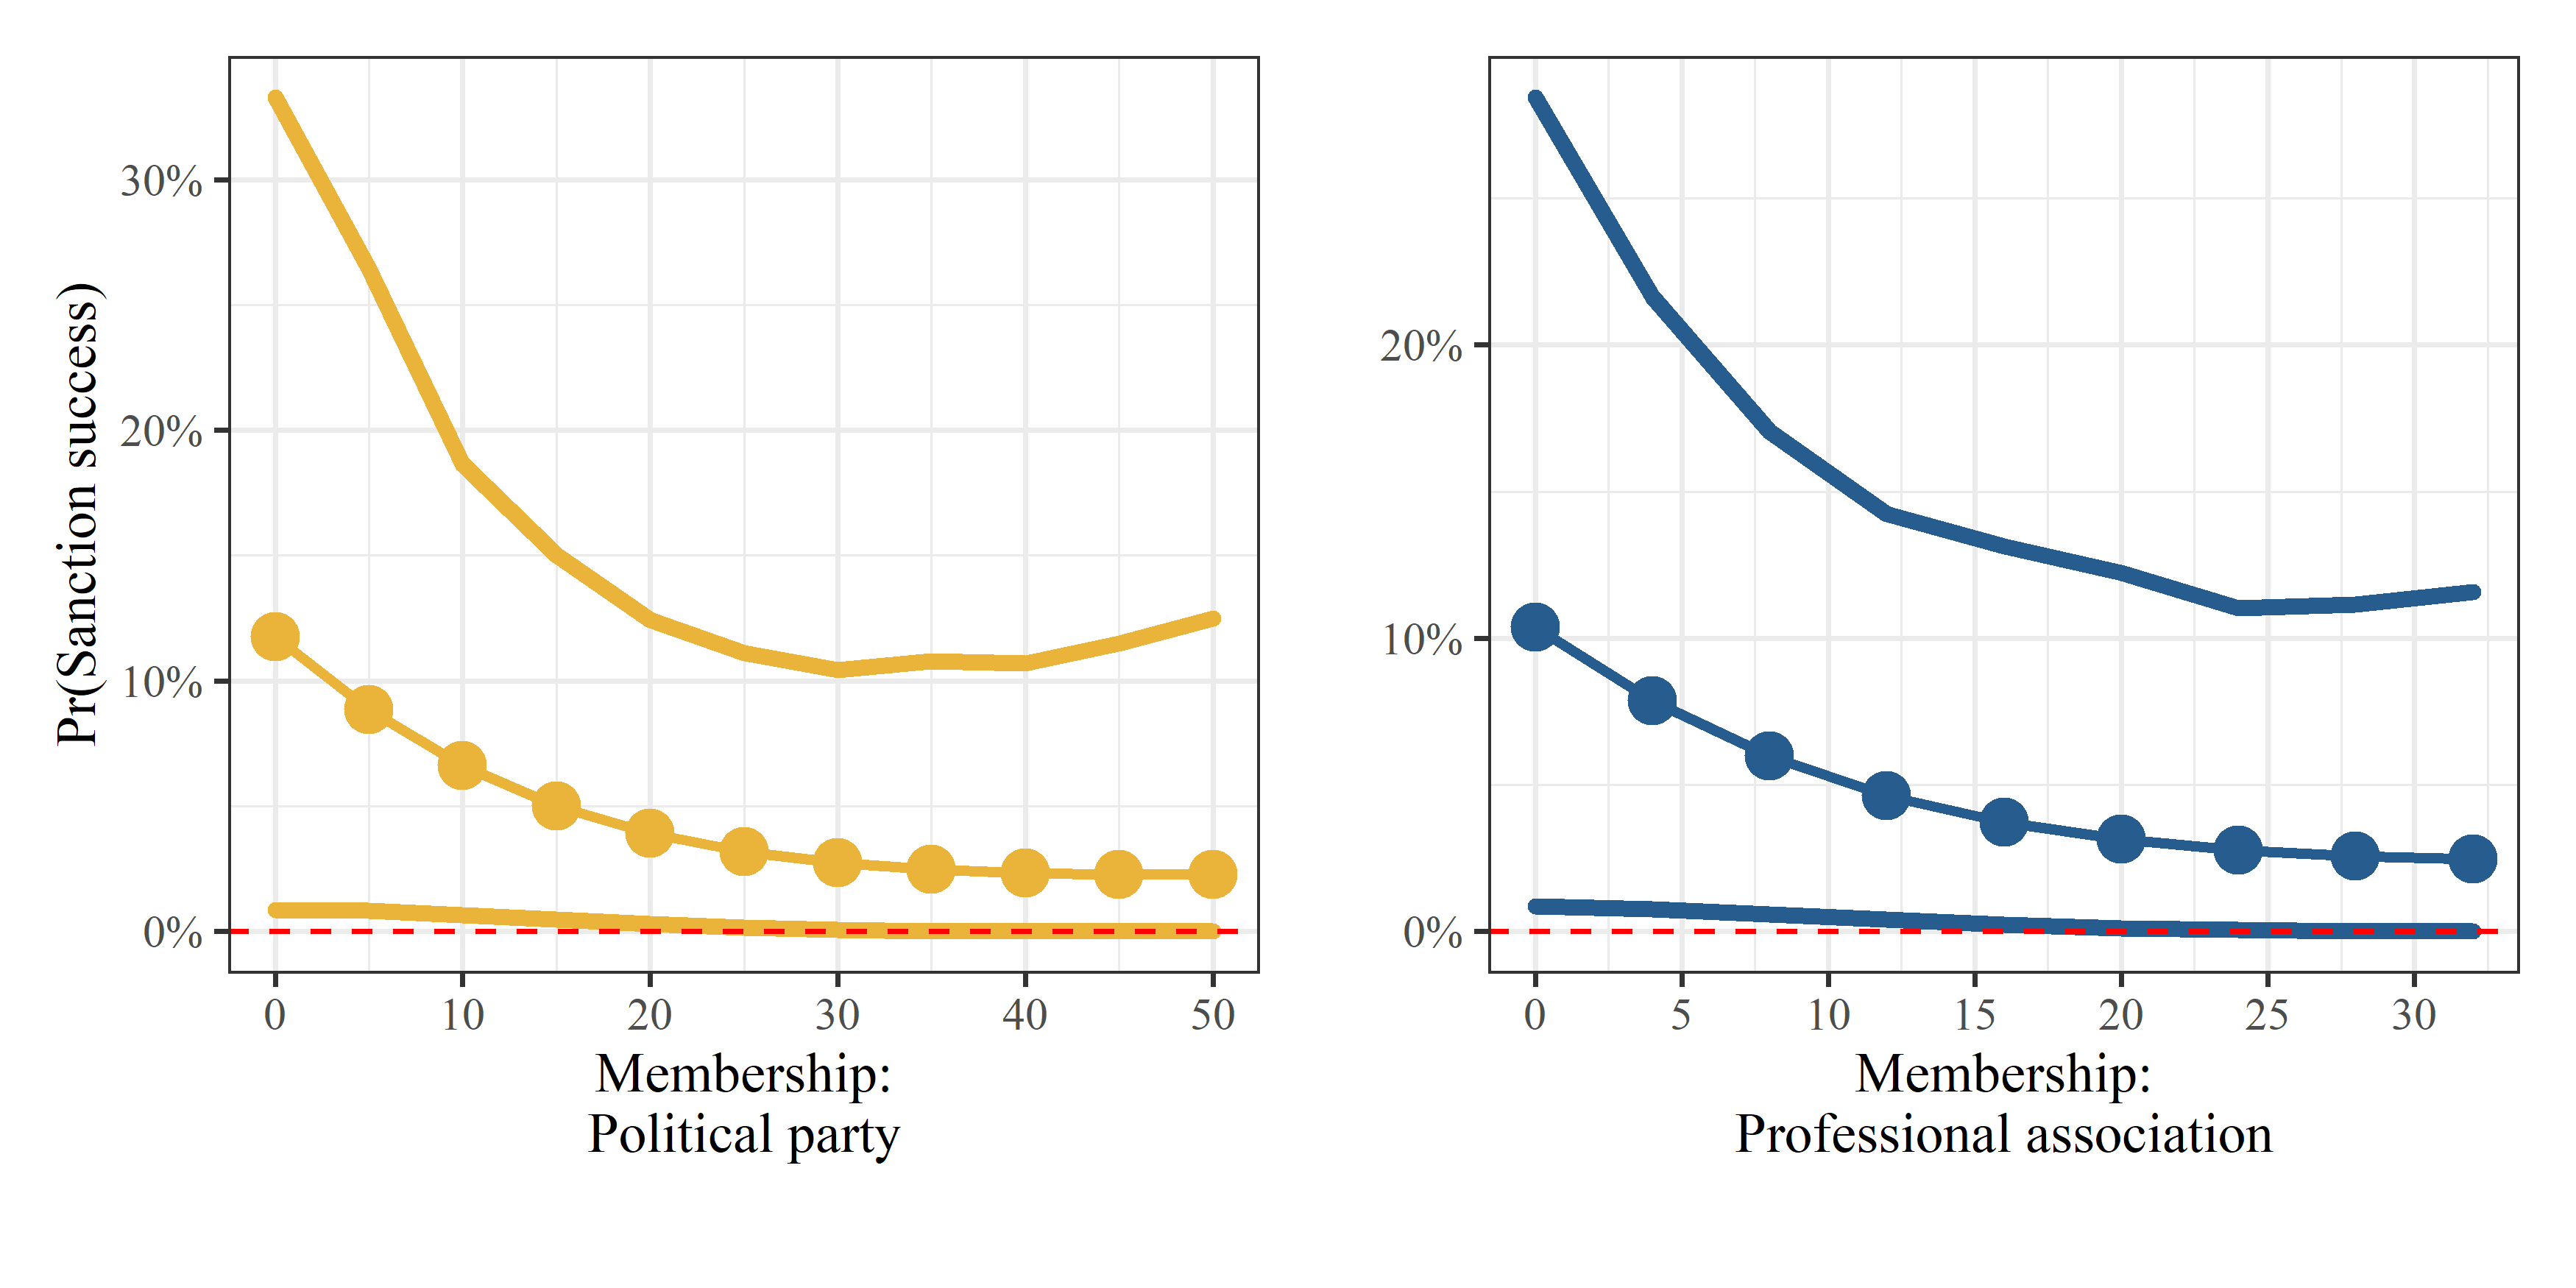 Pr(Sanction success)
30%
20%
10%
0%
0 10 20 30 40 50
Membership:
Political party
20%
10%
0%
0 5 10 15 20 25 30
Membership:
Professional association